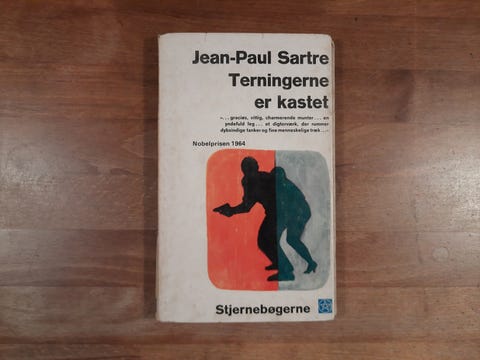 Jean-Paul Sartre
Terningerne
er kastet
»... graciøs, vittig, charmerende munter ... en
yndefuld leg ... et digterværk, der rummer
dybsindige tanker og fine menneskelige træk ...«
Nobelprisen 1964
Stjernebøgerne